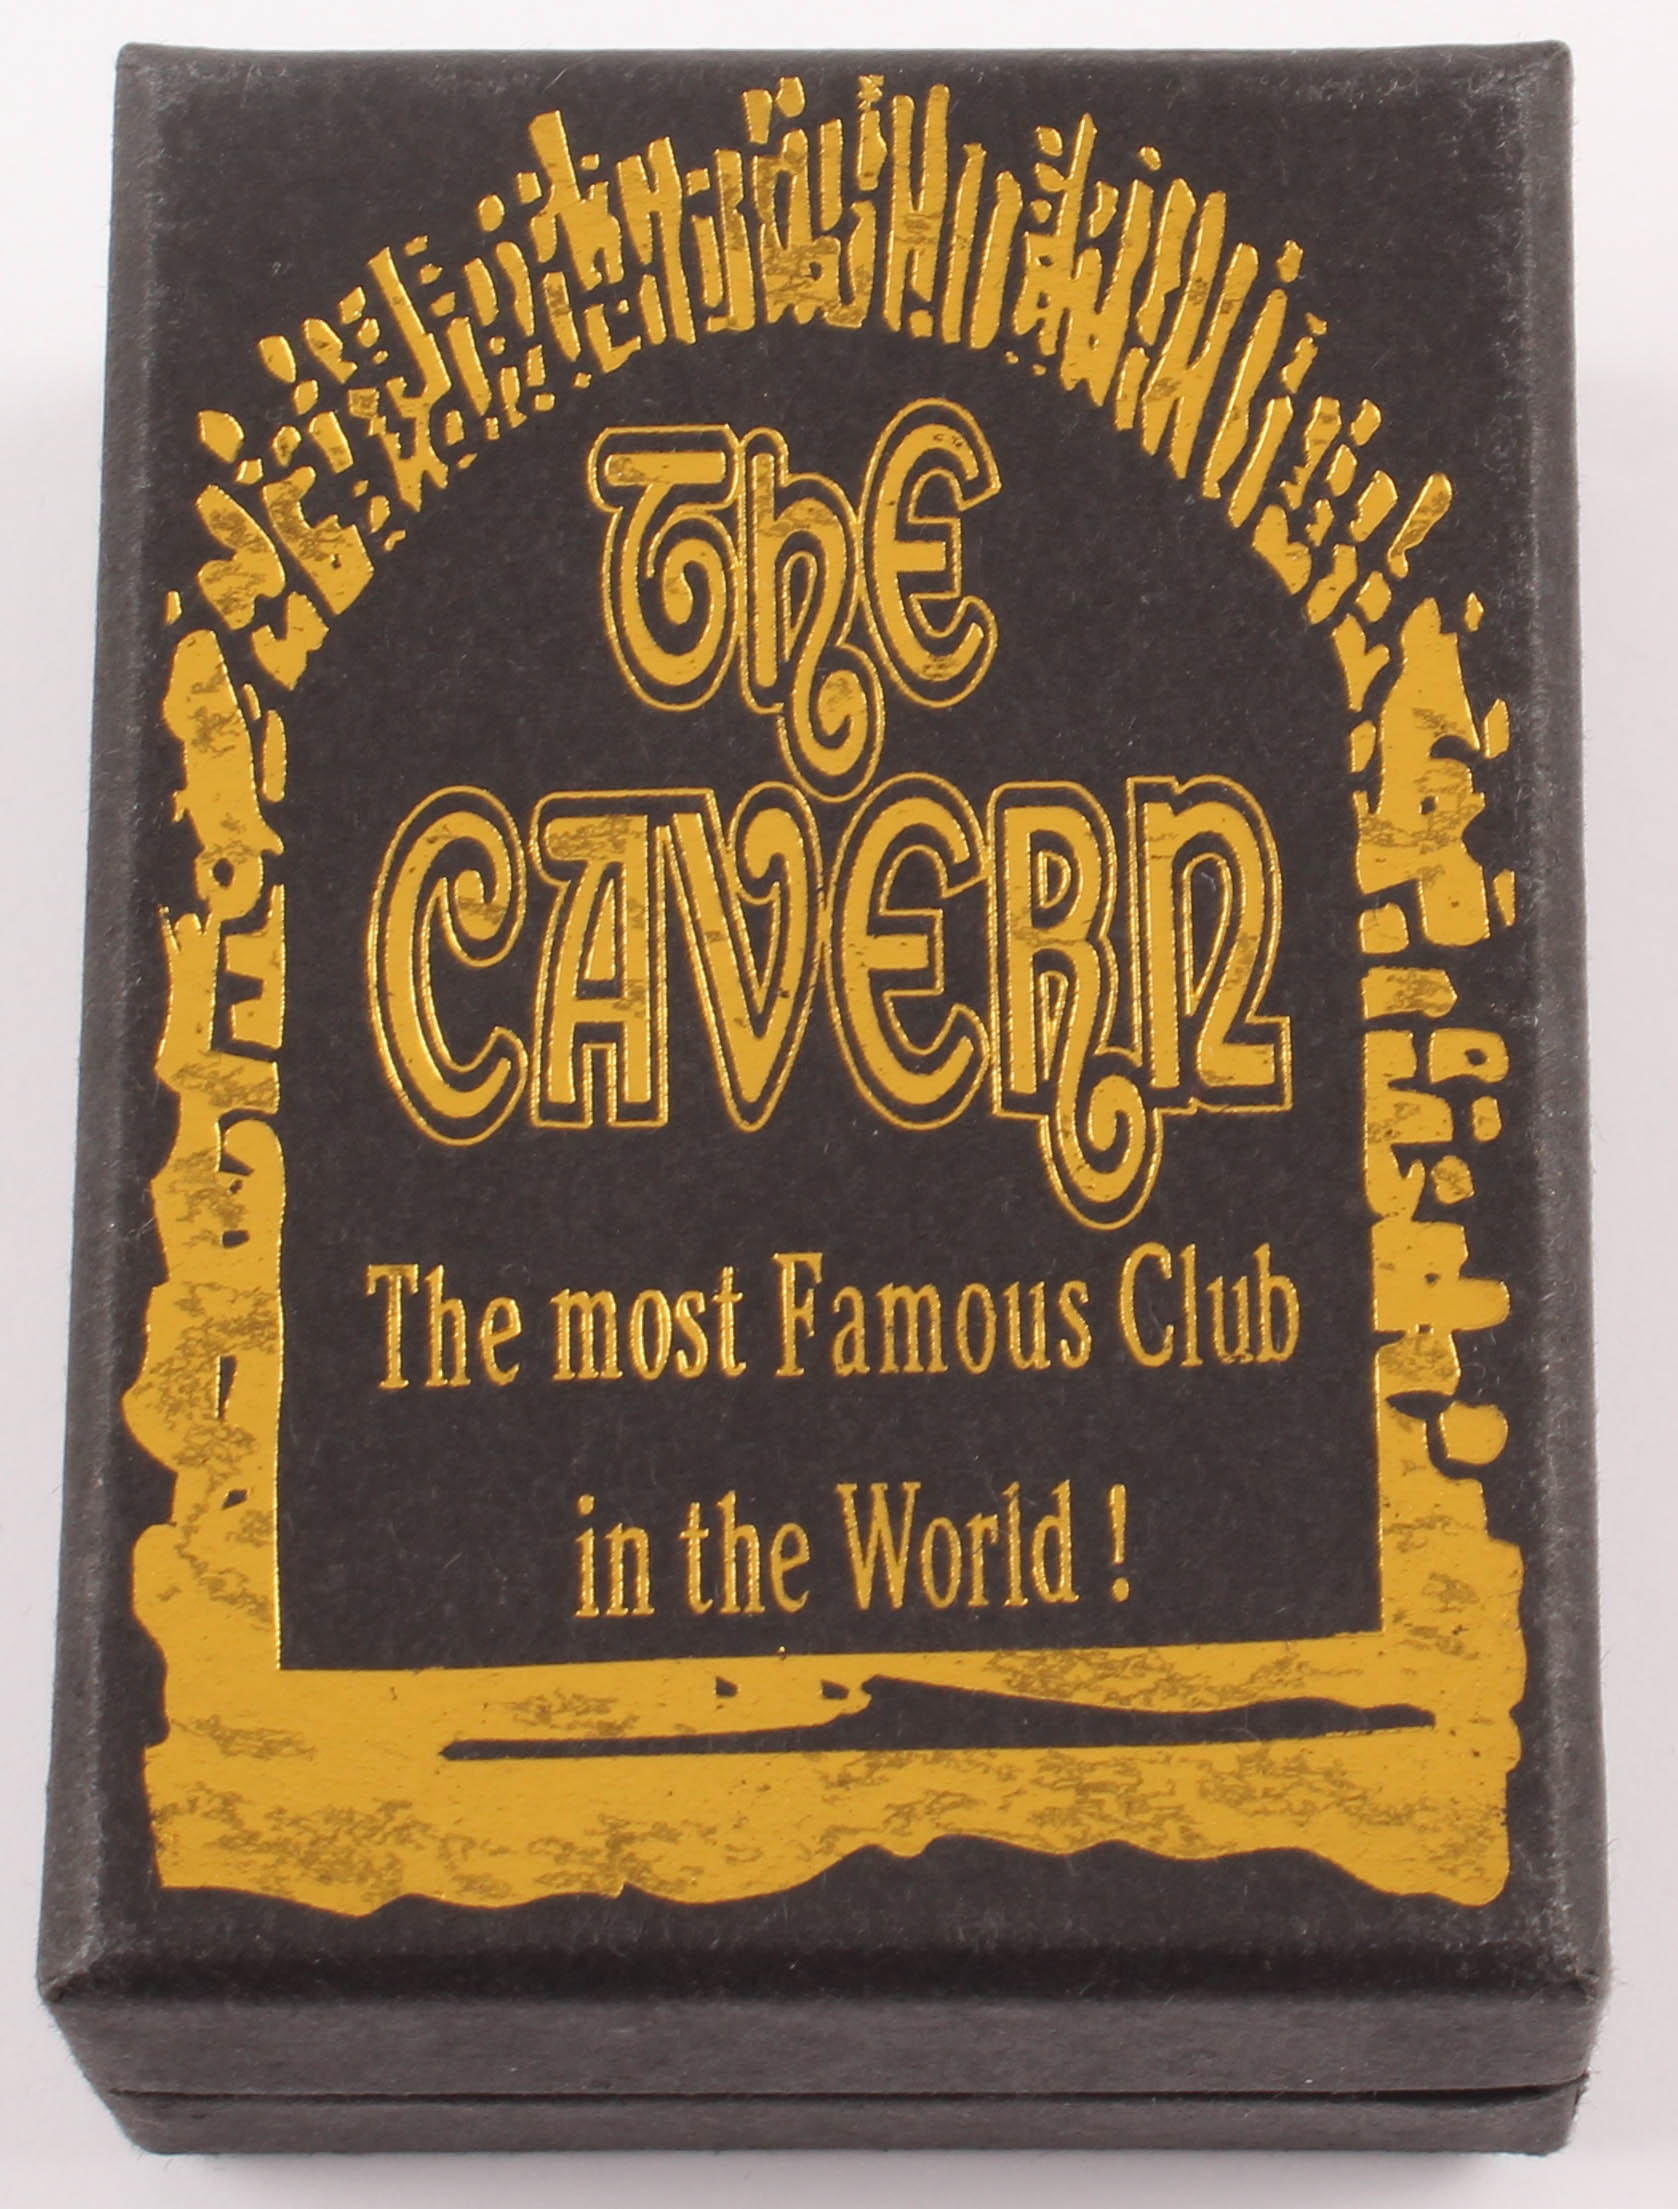 The
CAVERN
The most Famous Club
in the World !